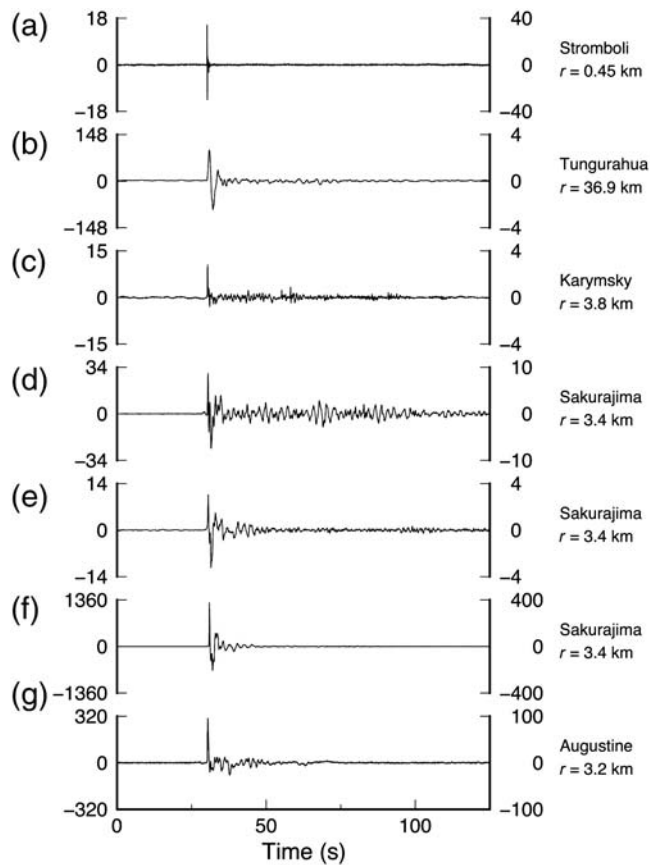 (a)
18
0
−18
40
0
−40
Stromboli
r = 0.45 km
(b)
148
0
−148
4
0
−4
Tungurahua
r = 36.9 km
(c)
15
0
−15
4
0
−4
Karymsky
r = 3.8 km
(d)
34
0
−34
10
0
−10
Sakurajima
r = 3.4 km
(e)
14
0
−14
4
0
−4
Sakurajima
r = 3.4 km
(f)
1360
0
−1360
400
0
−400
Sakurajima
r = 3.4 km
(g)
320
0
−320
100
0
−100
Augustine
r = 3.2 km
0 50 100
Time (s)